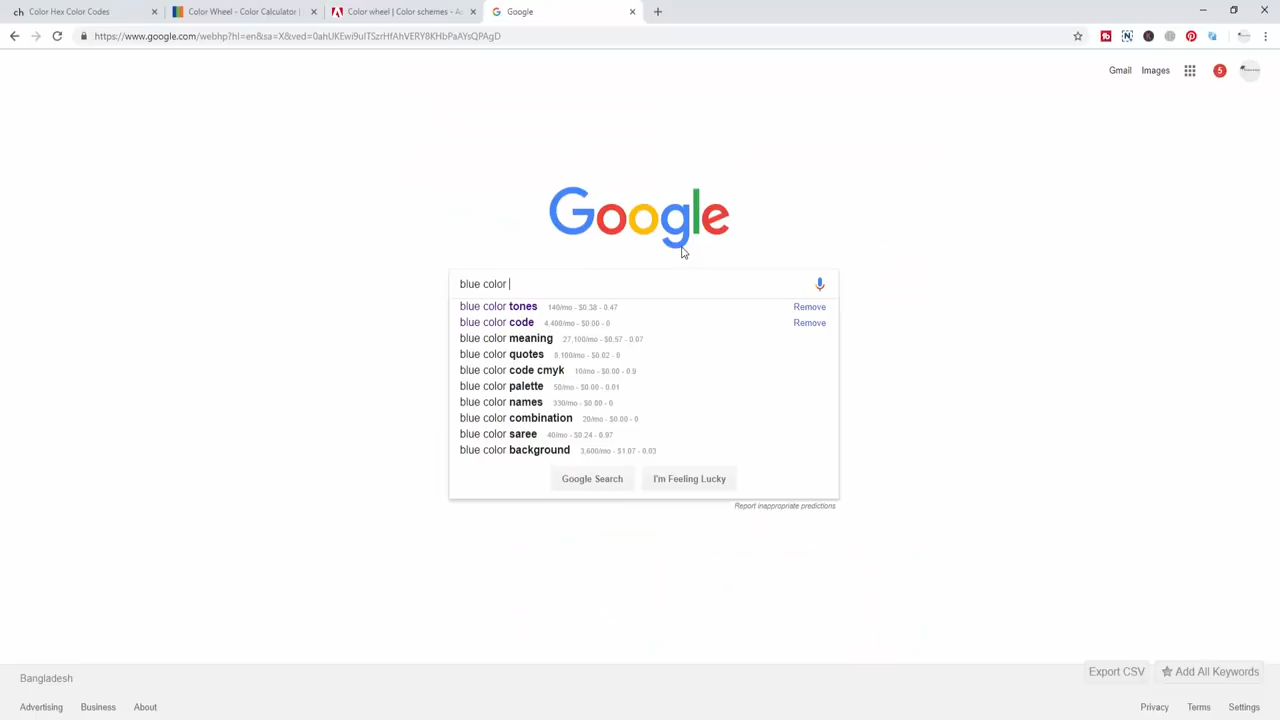 ch Color Hex Color Codes
Color Wheel - Color Calculator |
Color wheel | Color schemes - Ad
Google
https://www.google.com/webhp?hl=en&sa=X&ved=0ahUKEwi9uITSzrHfAhVERY8KHbPaAYsQPAgD
Gmail Images 5
Google
blue color
blue color tones 140/mo - $0.38 - 0.47 Remove
blue color code 4,400/mo - $0.00 - 0 Remove
blue color meaning 27,100/mo - $0.57 - 0.07
blue color quotes 8,100/mo - $0.02 - 0
blue color code cmyk 10/mo - $0.00 - 0.9
blue color palette 50/mo - $0.00 - 0.01
blue color names 330/mo - $0.00 - 0
blue color combination 20/mo - $0.00 - 0
blue color saree 40/mo - $0.24 - 0.97
blue color background 3,600/mo - $1.07 - 0.03
Google Search I'm Feeling Lucky
Report inappropriate predictions
Export CSV Add All Keywords
Bangladesh
Advertising Business About Privacy Terms Settings